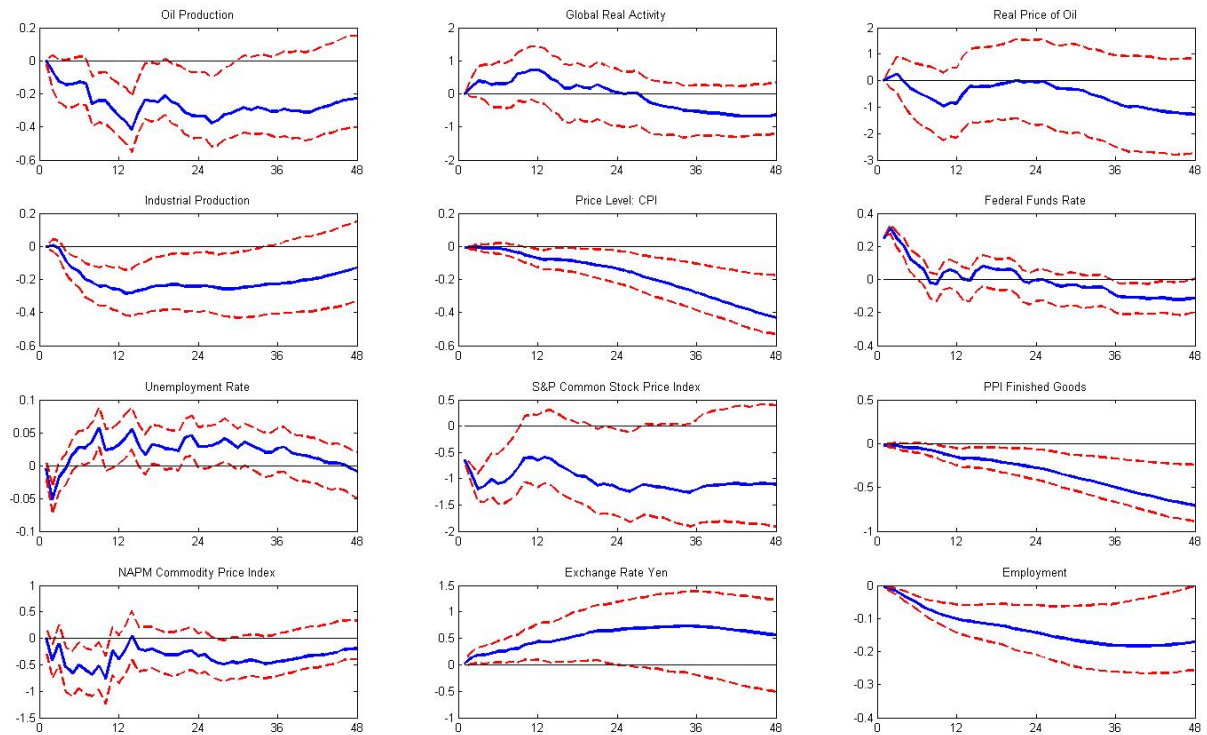 Oil Production
0.2
0
-0.2
-0.4
-0.6
0 12 24 36 48
Global Real Activity
2
1
0
-1
-2
0 12 24 36 48
Real Price of Oil
2
1
0
-1
-2
-3
0 12 24 36 48
Industrial Production
0.2
0
-0.2
-0.4
-0.6
0 12 24 36 48
Price Level: CPI
0.2
0
-0.2
-0.4
-0.6
0 12 24 36 48
Federal Funds Rate
0.4
0.2
0
-0.2
-0.4
0 12 24 36 48
Unemployment Rate
0.1
0.05
0
-0.05
-0.1
0 12 24 36 48
S&P Common Stock Price Index
0.5
0
-0.5
-1
-1.5
-2
0 12 24 36 48
PPI Finished Goods
0.5
0
-0.5
-1
0 12 24 36 48
NAPM Commodity Price Index
1
0.5
0
-0.5
-1
-1.5
0 12 24 36 48
Exchange Rate Yen
1.5
1
0.5
0
-0.5
-1
0 12 24 36 48
Employment
0
-0.1
-0.2
-0.3
-0.4
0 12 24 36 48